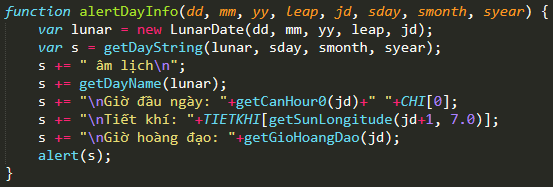 function alertDayInfo(dd, mm, yy, leap, jd, sday, smonth, syear) {
var lunar = new LunarDate(dd, mm, yy, leap, jd);
var s = getDayString(lunar, sday, smonth, syear);
s += " âm lịch\n";
s += getDayName(lunar);
s += "\nGiờ đầu ngày: "+getCanHour0(jd)+" "+CHI[0];
s += "\nTiết khí: "+TIETKHI[getSunLongitude(jd+1, 7.0)];
s += "\nGiờ hoàng đạo: "+getGioHoangDao(jd);
alert(s);
}